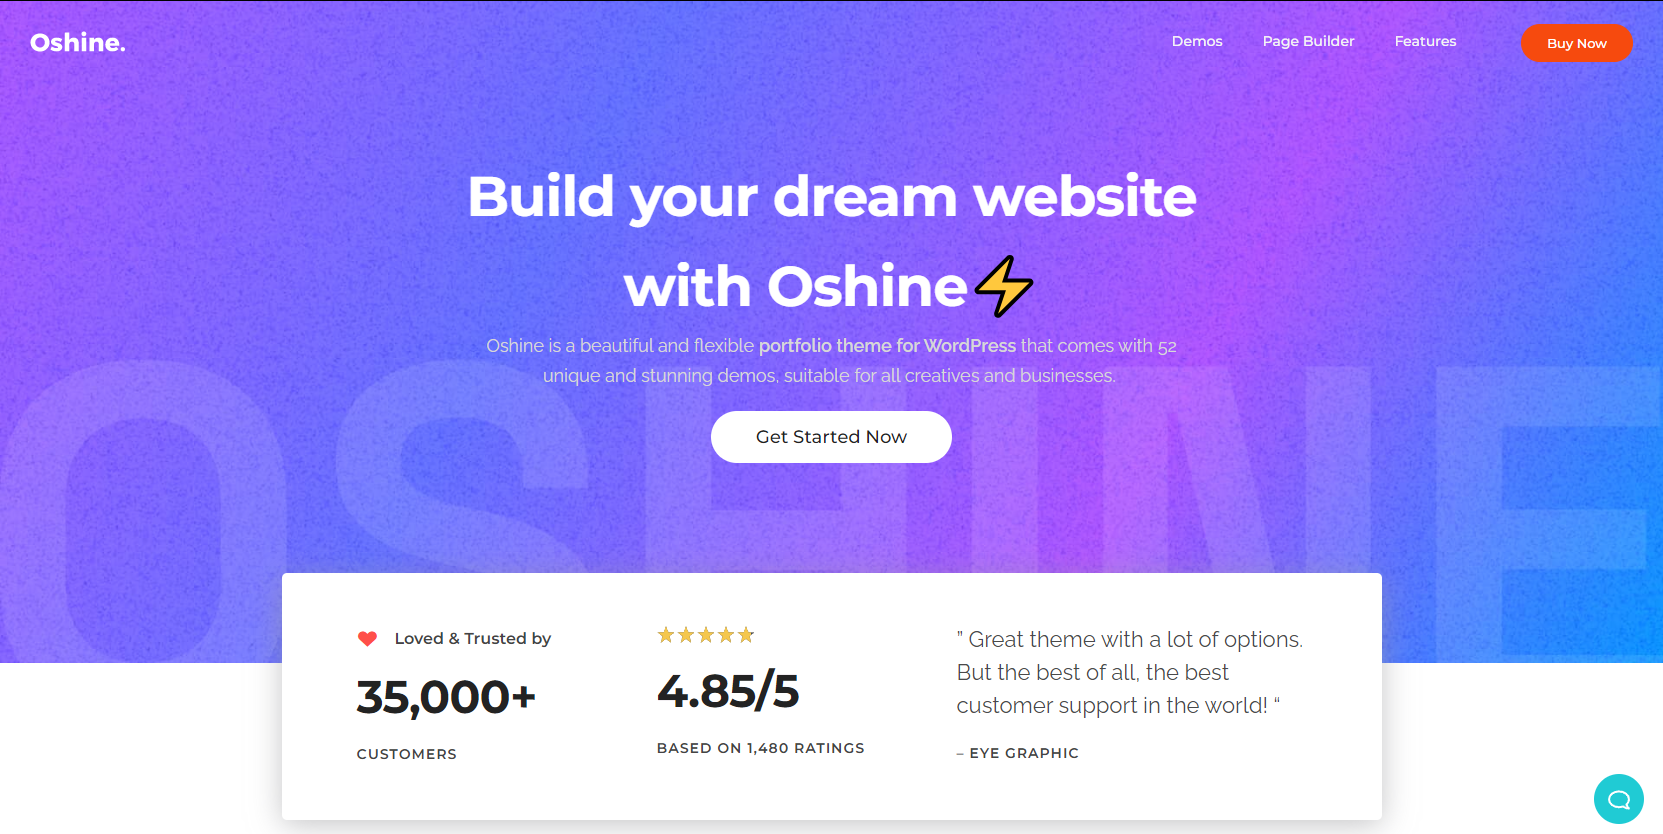 Oshine.
Demos
Page Builder
Features
Buy Now
Build your dream website
with Oshine
Oshine is a beautiful and flexible portfolio theme for WordPress that comes with 52
unique and stunning demos, suitable for all creatives and businesses.
Get Started Now
OSHINE
Loved & Trusted by
35,000+
CUSTOMERS
4.85/5
BASED ON 1,480 RATINGS
” Great theme with a lot of options.
But the best of all, the best
customer support in the world! “
– EYE GRAPHIC